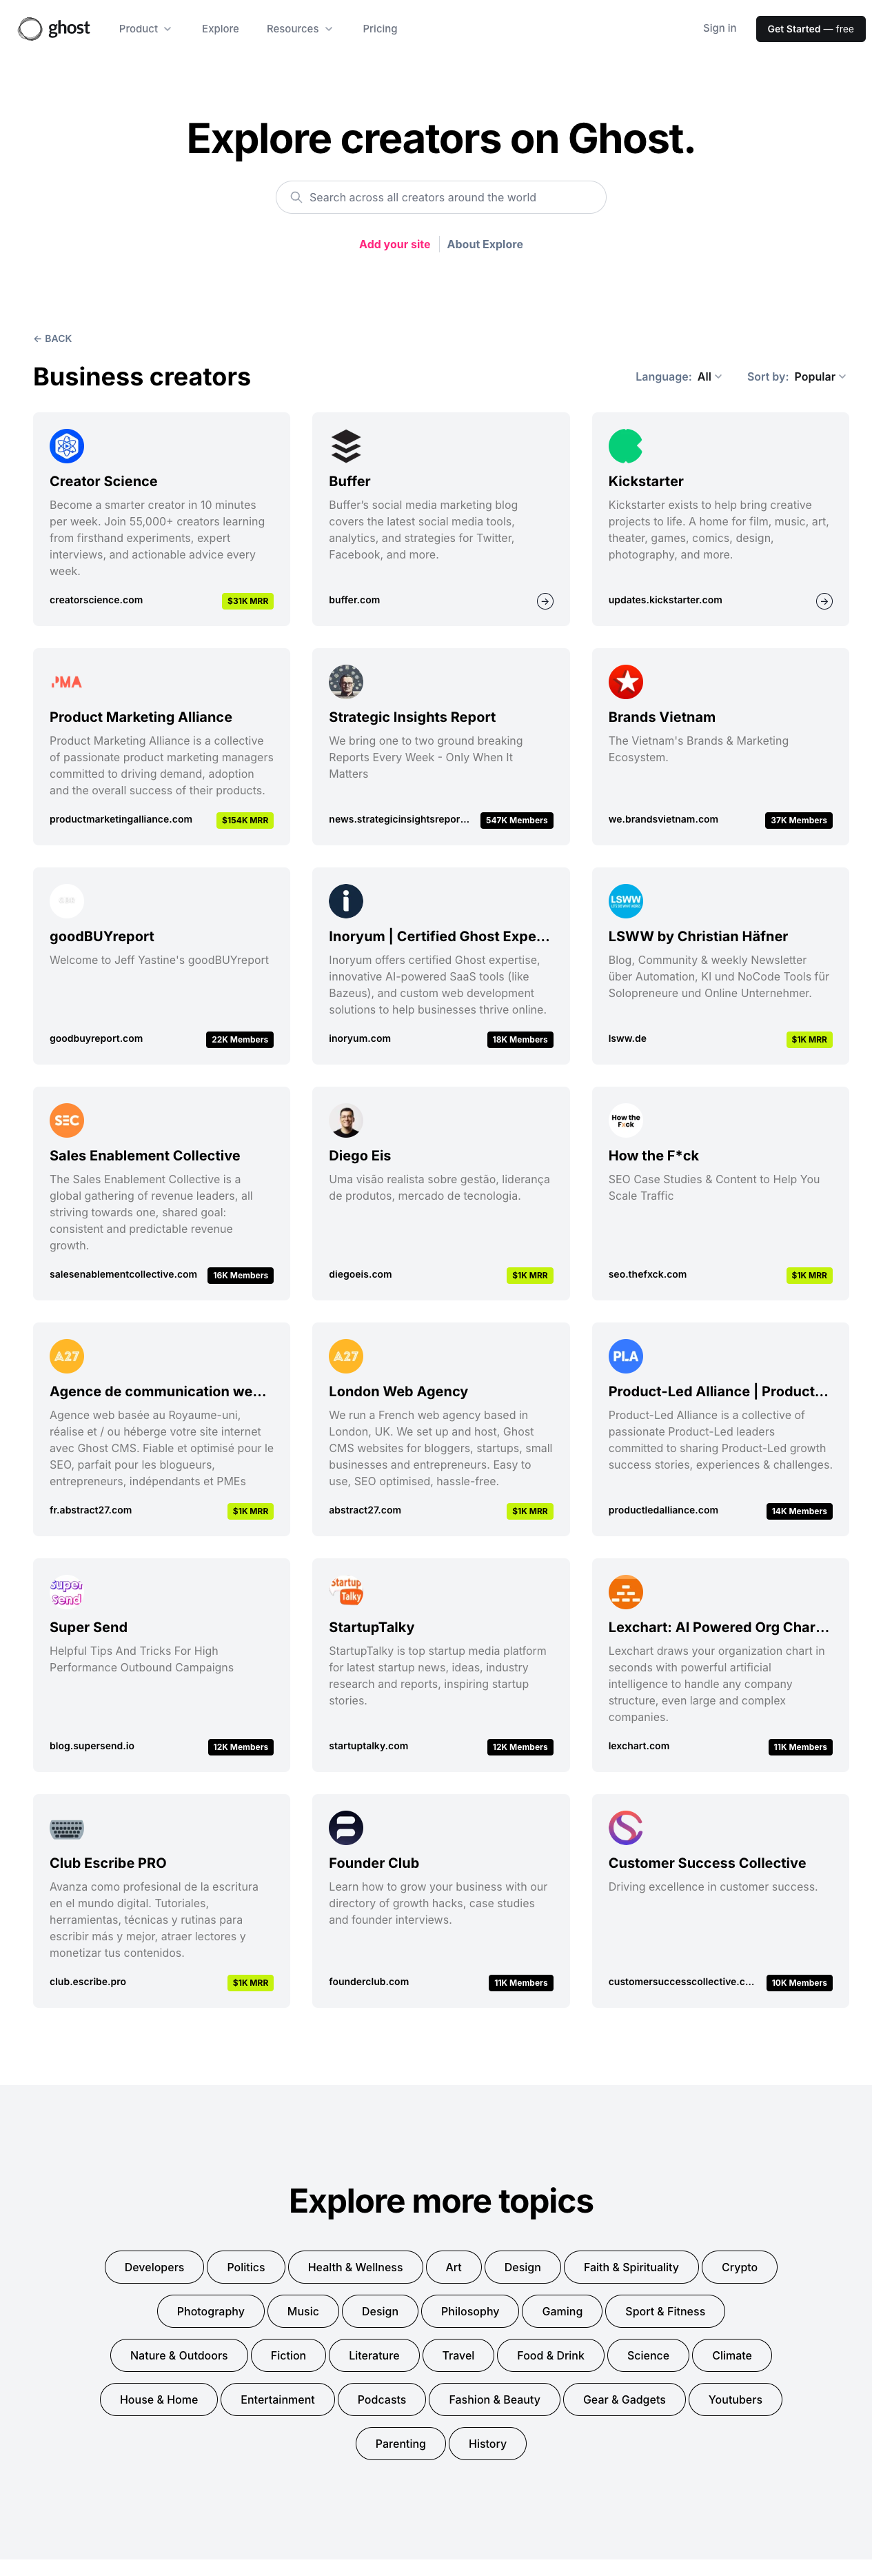 ghost
Product
Explore
Resources
Pricing
Sign in
Get Started — free
Explore creators on Ghost.
Search across all creators around the world
Add your site
About Explore
← BACK
Business creators
Language: All
Sort by: Popular
Creator Science
Become a smarter creator in 10 minutes
per week. Join 55,000+ creators learning
from firsthand experiments, expert
interviews, and actionable advice every
week.
creatorscience.com
$31K MRR
Buffer
Buffer's social media marketing blog
covers the latest social media tools,
analytics, and strategies for Twitter,
Facebook, and more.
buffer.com
Kickstarter
Kickstarter exists to help bring creative
projects to life. A home for film, music, art,
theater, games, comics, design,
photography, and more.
updates.kickstarter.com
PMA
Product Marketing Alliance
Product Marketing Alliance is a collective
of passionate product marketing managers
committed to driving demand, adoption
and the overall success of their products.
productmarketingalliance.com
$154K MRR
Strategic Insights Report
We bring one to two ground breaking
Reports Every Week - Only When It
Matters
news.strategicinsightsrepor...
547K Members
Brands Vietnam
The Vietnam's Brands & Marketing
Ecosystem.
we.brandsvietnam.com
37K Members
goodBUYreport
Welcome to Jeff Yastine's goodBUYreport
goodbuyreport.com
22K Members
i
Inoryum | Certified Ghost Expe...
Inoryum offers certified Ghost expertise,
innovative AI-powered SaaS tools (like
Bazeus), and custom web development
solutions to help businesses thrive online.
inoryum.com
18K Members
LSWW
LSWW by Christian Häfner
Blog, Community & weekly Newsletter
über Automation, KI und NoCode Tools für
Solopreneure und Online Unternehmer.
lsww.de
$1K MRR
SEC
Sales Enablement Collective
The Sales Enablement Collective is a
global gathering of revenue leaders, all
striving towards one, shared goal:
consistent and predictable revenue
growth.
salesenablementcollective.com
16K Members
Diego Eis
Uma visão realista sobre gestão, liderança
de produtos, mercado de tecnologia.
diegoeis.com
$1K MRR
How the
Fxck
How the F*ck
SEO Case Studies & Content to Help You
Scale Traffic
seo.thefxck.com
$1K MRR
A27
Agence de communication we...
Agence web basée au Royaume-uni,
réalise et / ou héberge votre site internet
avec Ghost CMS. Fiable et optimisé pour le
SEO, parfait pour les blogueurs,
entrepreneurs, indépendants et PMEs
fr.abstract27.com
$1K MRR
A27
London Web Agency
We run a French web agency based in
London, UK. We set up and host, Ghost
CMS websites for bloggers, startups, small
businesses and entrepreneurs. Easy to
use, SEO optimised, hassle-free.
abstract27.com
$1K MRR
PLA
Product-Led Alliance | Product...
Product-Led Alliance is a collective of
passionate Product-Led leaders
committed to sharing Product-Led growth
success stories, experiences & challenges.
productledalliance.com
14K Members
Super
Send
Super Send
Helpful Tips And Tricks For High
Performance Outbound Campaigns
blog.supersend.io
12K Members
Startup
Talky
StartupTalky
StartupTalky is top startup media platform
for latest startup news, ideas, industry
research and reports, inspiring startup
stories.
startuptalky.com
12K Members
Lexchart: AI Powered Org Char...
Lexchart draws your organization chart in
seconds with powerful artificial
intelligence to handle any company
structure, even large and complex
companies.
lexchart.com
11K Members
Club Escribe PRO
Avanza como profesional de la escritura
en el mundo digital. Tutoriales,
herramientas, técnicas y rutinas para
escribir más y mejor, atraer lectores y
monetizar tus contenidos.
club.escribe.pro
$1K MRR
Founder Club
Learn how to grow your business with our
directory of growth hacks, case studies
and founder interviews.
founderclub.com
11K Members
Customer Success Collective
Driving excellence in customer success.
customersuccesscollective.c...
10K Members
Explore more topics
Developers
Politics
Health & Wellness
Art
Design
Faith & Spirituality
Crypto
Photography
Music
Design
Philosophy
Gaming
Sport & Fitness
Nature & Outdoors
Fiction
Literature
Travel
Food & Drink
Science
Climate
House & Home
Entertainment
Podcasts
Fashion & Beauty
Gear & Gadgets
Youtubers
Parenting
History